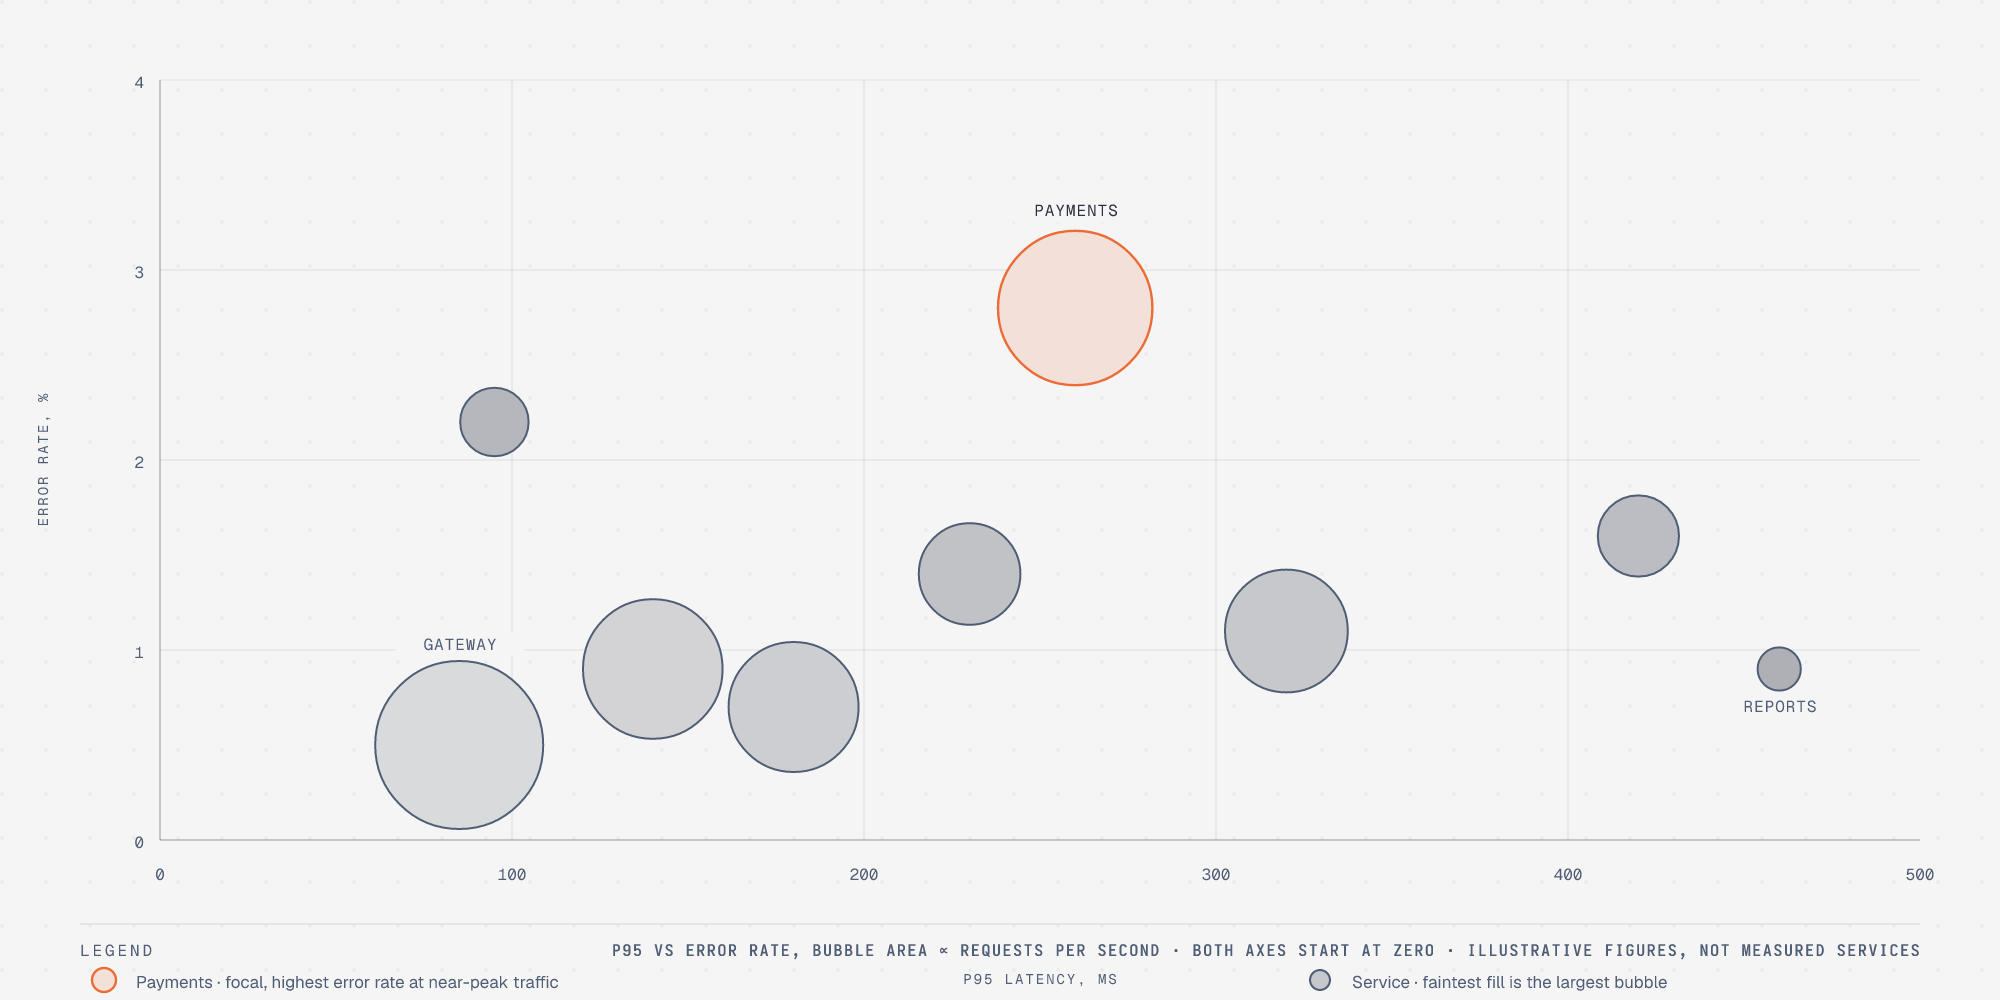 4
PAYMENTS
3
ERROR RATE, %
2
GATEWAY
1
REPORTS
0
0 100 200 300 400 500
LEGEND
P95 VS ERROR RATE, BUBBLE AREA ∝ REQUESTS PER SECOND · BOTH AXES START AT ZERO · ILLUSTRATIVE FIGURES, NOT MEASURED SERVICES
Payments · focal, highest error rate at near-peak traffic
P95 LATENCY, MS
Service · faintest fill is the largest bubble